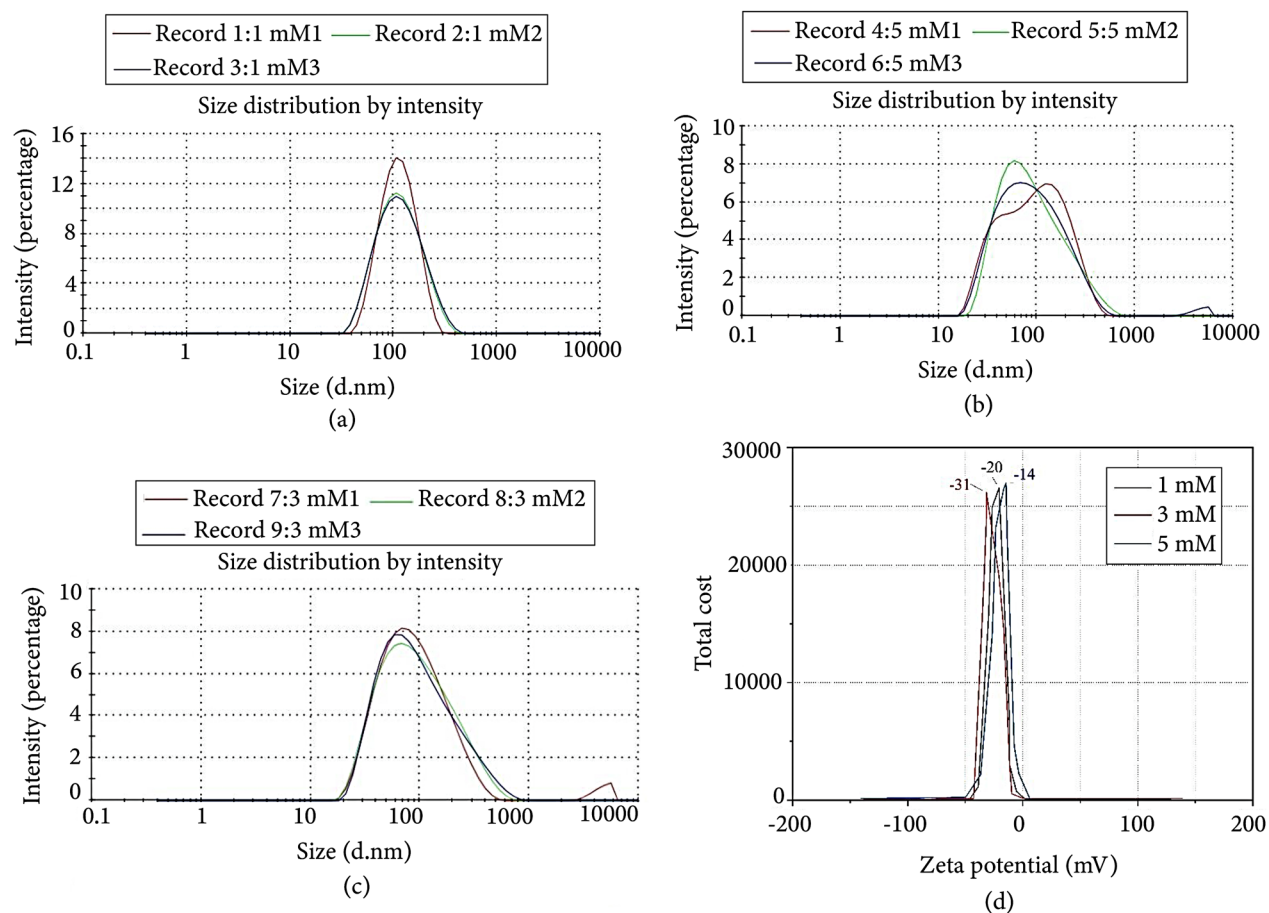 Record 1:1 mM1 Record 2:1 mM2
Record 3:1 mM3
Size distribution by intensity
Intensity (percentage)
16
12
8
4
0
0.1 1 10 100 1000 10000
Size (d.nm)
(a)
Record 4:5 mM1 Record 5:5 mM2
Record 6:5 mM3
Size distribution by intensity
Intensity (percentage)
10
8
6
4
2
0
0.1 1 10 100 1000 10000
Size (d.nm)
(b)
Record 7:3 mM1 Record 8:3 mM2
Record 9:3 mM3
Size distribution by intensity
Intensity (percentage)
10
8
6
4
2
0
0.1 1 10 100 1000 10000
Size (d.nm)
(c)
Total cost
30000
20000
10000
0
-31
-20
-14
1 mM
3 mM
5 mM
-200 -100 0 100 200
Zeta potential (mV)
(d)